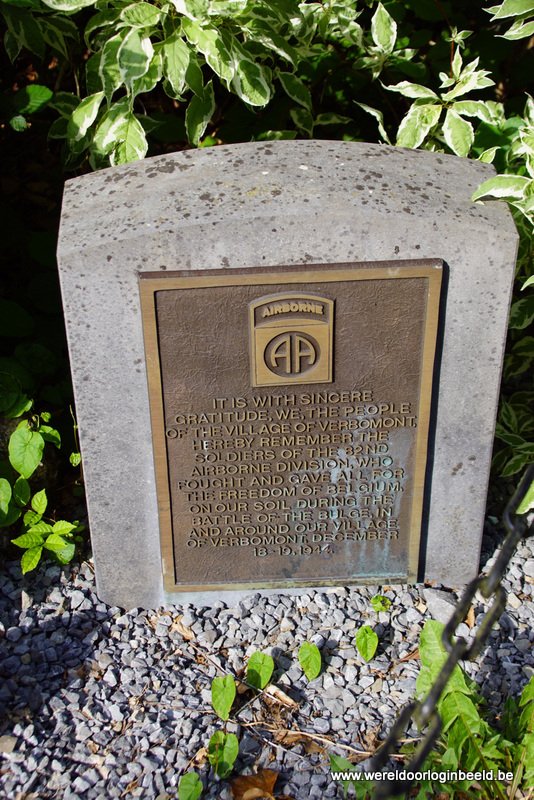 AIRBORNE
AA
IT IS WITH SINCERE
GRATITUDE, WE, THE PEOPLE
OF THE VILLAGE OF VERBOMONT,
HEREBY REMEMBER THE
SOLDIERS OF THE 82ND
AIRBORNE DIVISION, WHO
FOUGHT AND GAVE ALL FOR
THE FREEDOM OF BELGIUM,
ON OUR SOIL, DURING THE
BATTLE OF THE BULGE, IN
AND AROUND OUR VILLAGE
OF VERBOMONT, DECEMBER
18-19, 1944.
www.wereldoorloginbeeld.be